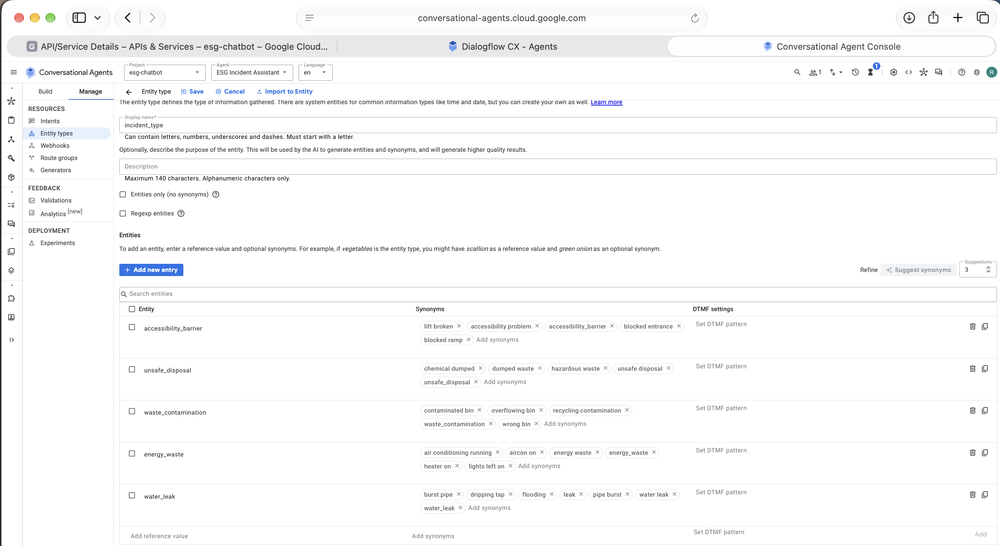 conversational-agents.cloud.google.com
G API/Service Details – APIs & Services – esg-chatbot – Google Cloud...
Dialogflow CX - Agents
Conversational Agent Console
Conversational Agents
Project
esg-chatbot
Agent
ESG Incident Assistant
Language
en
1
1
R
Build
Manage
Entity type
Save
Cancel
Import to Entity
RESOURCES
Intents
Entity types
Webhooks
Route groups
Generators
FEEDBACK
Validations
Analytics [new]
DEPLOYMENT
Experiments
The entity type defines the type of information gathered. There are system entities for common information types like time and date, but you can create your own as well. Learn more
Display name*
incident_type
Can contain letters, numbers, underscores and dashes. Must start with a letter.
Optionally, describe the purpose of the entity. This will be used by the AI to generate entities and synonyms, and will generate higher quality results.
Description
Maximum 140 characters. Alphanumeric characters only.
Entities only (no synonyms)
Regexp entities
Entities
To add an entity, enter a reference value and optional synonyms. For example, if vegetables is the entity type, you might have scallion as a reference value and green onion as an optional synonym.
Add new entry
Refine
Suggest synonyms
Suggestions
3
Search entities
Entity Synonyms DTMF settings
accessibility_barrier
lift broken accessibility problem accessibility_barrier blocked entrance
blocked ramp Add synonyms
Set DTMF pattern
unsafe_disposal
chemical dumped dumped waste hazardous waste unsafe disposal
unsafe_disposal Add synonyms
Set DTMF pattern
waste_contamination
contaminated bin overflowing bin recycling contamination
waste_contamination wrong bin Add synonyms
Set DTMF pattern
energy_waste
air conditioning running aircon on energy waste energy_waste
heater on lights left on Add synonyms
Set DTMF pattern
water_leak
burst pipe dripping tap flooding leak pipe burst water leak
water_leak Add synonyms
Set DTMF pattern
Add reference value
Add synonyms
Set DTMF pattern
Add